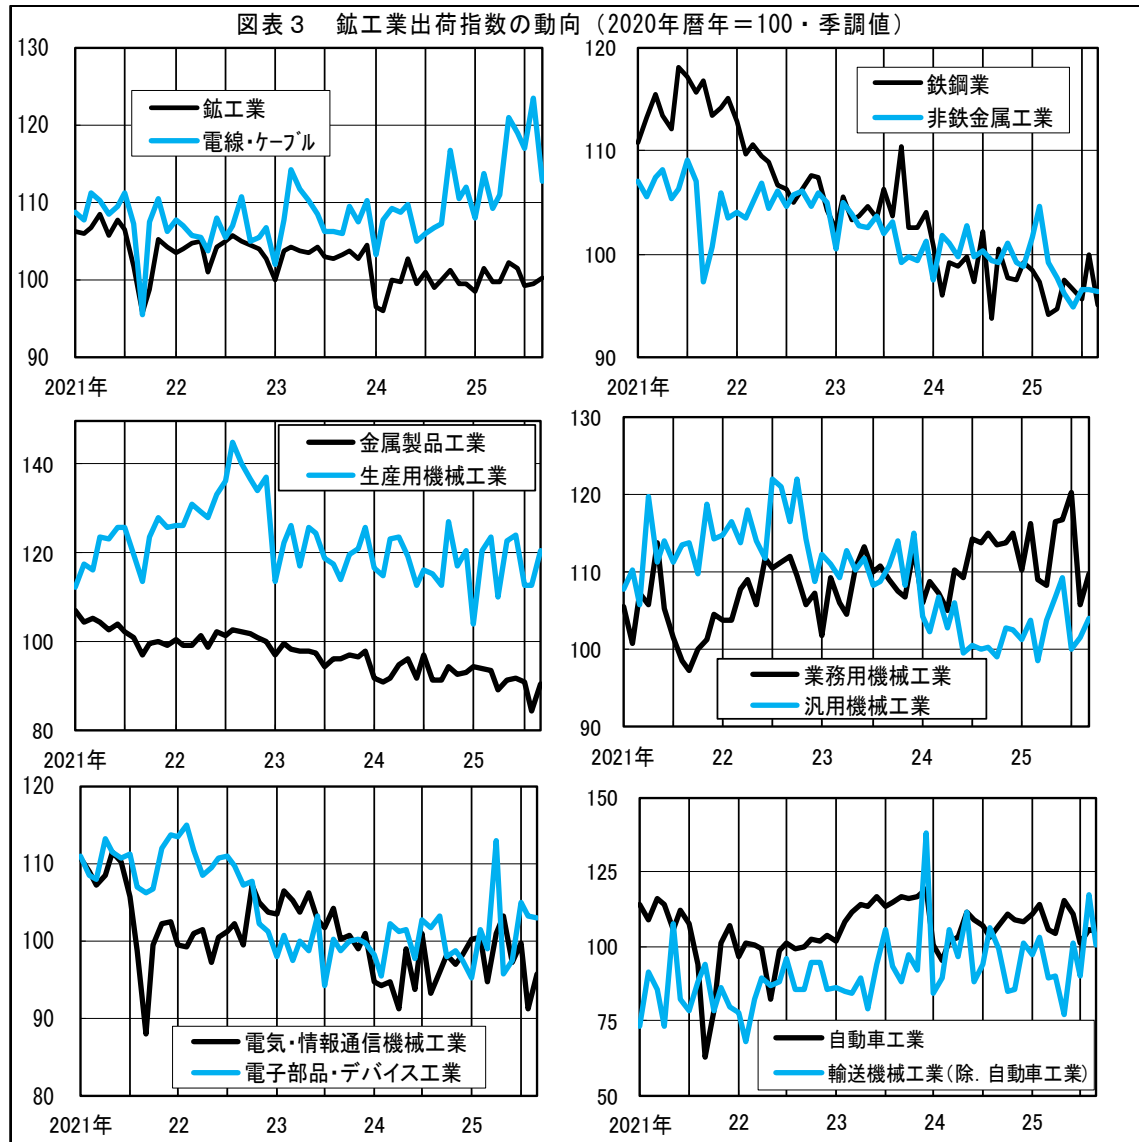 図表３　鉱工業出荷指数の動向（2020年暦年＝100・季調値）
130
120
110
100
90
鉱工業
電線・ケーブル
2021年 22 23 24 25
120
110
100
90
鉄鋼業
非鉄金属工業
2021年 22 23 24 25
140
120
100
80
金属製品工業
生産用機械工業
2021年 22 23 24 25
130
120
110
100
90
業務用機械工業
汎用機械工業
2021年 22 23 24 25
120
110
100
90
80
電気・情報通信機械工業
電子部品・デバイス工業
2021年 22 23 24 25
150
125
100
75
50
自動車工業
輸送機械工業（除．自動車工業）
2021年 22 23 24 25